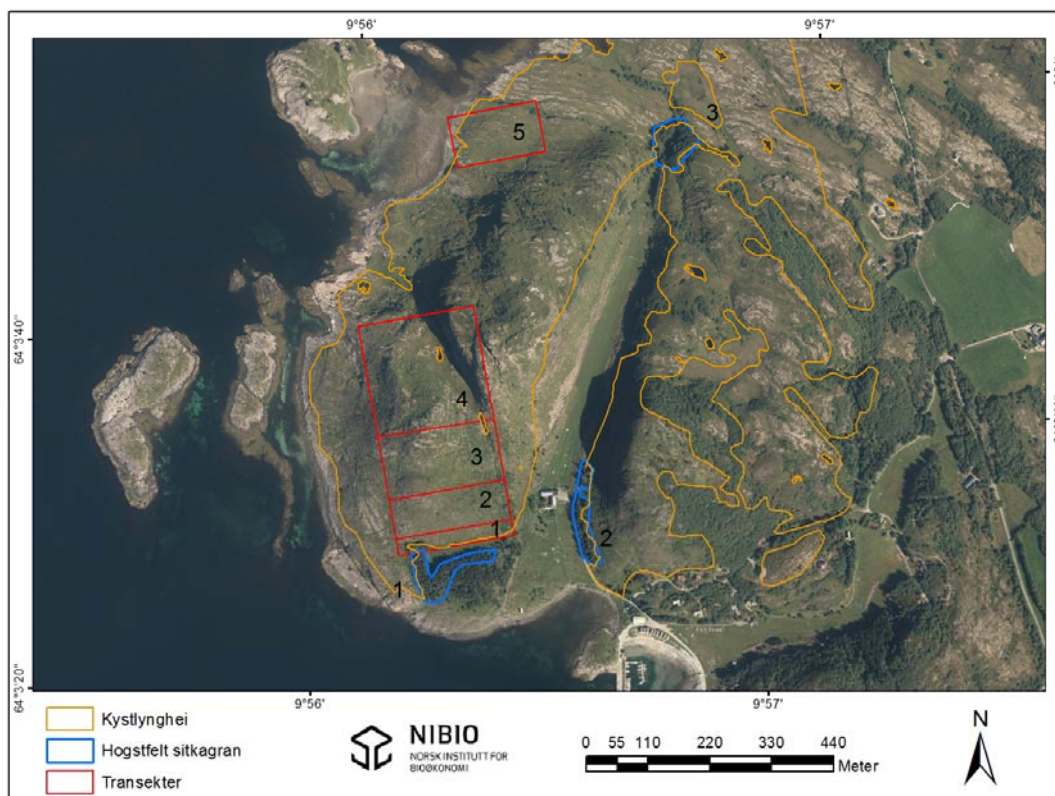 9°56' 9°57'
5
3
64°3'40"
4
3
2
1
2
1
64°3'20"
9°56' 9°57'
Kystlynghei
Hogstfelt sitkagran
Transekter
NIBIO
NORSK INSTITUTT FOR
BIOØKONOMI
0 55 110 220 330 440
Meter
N